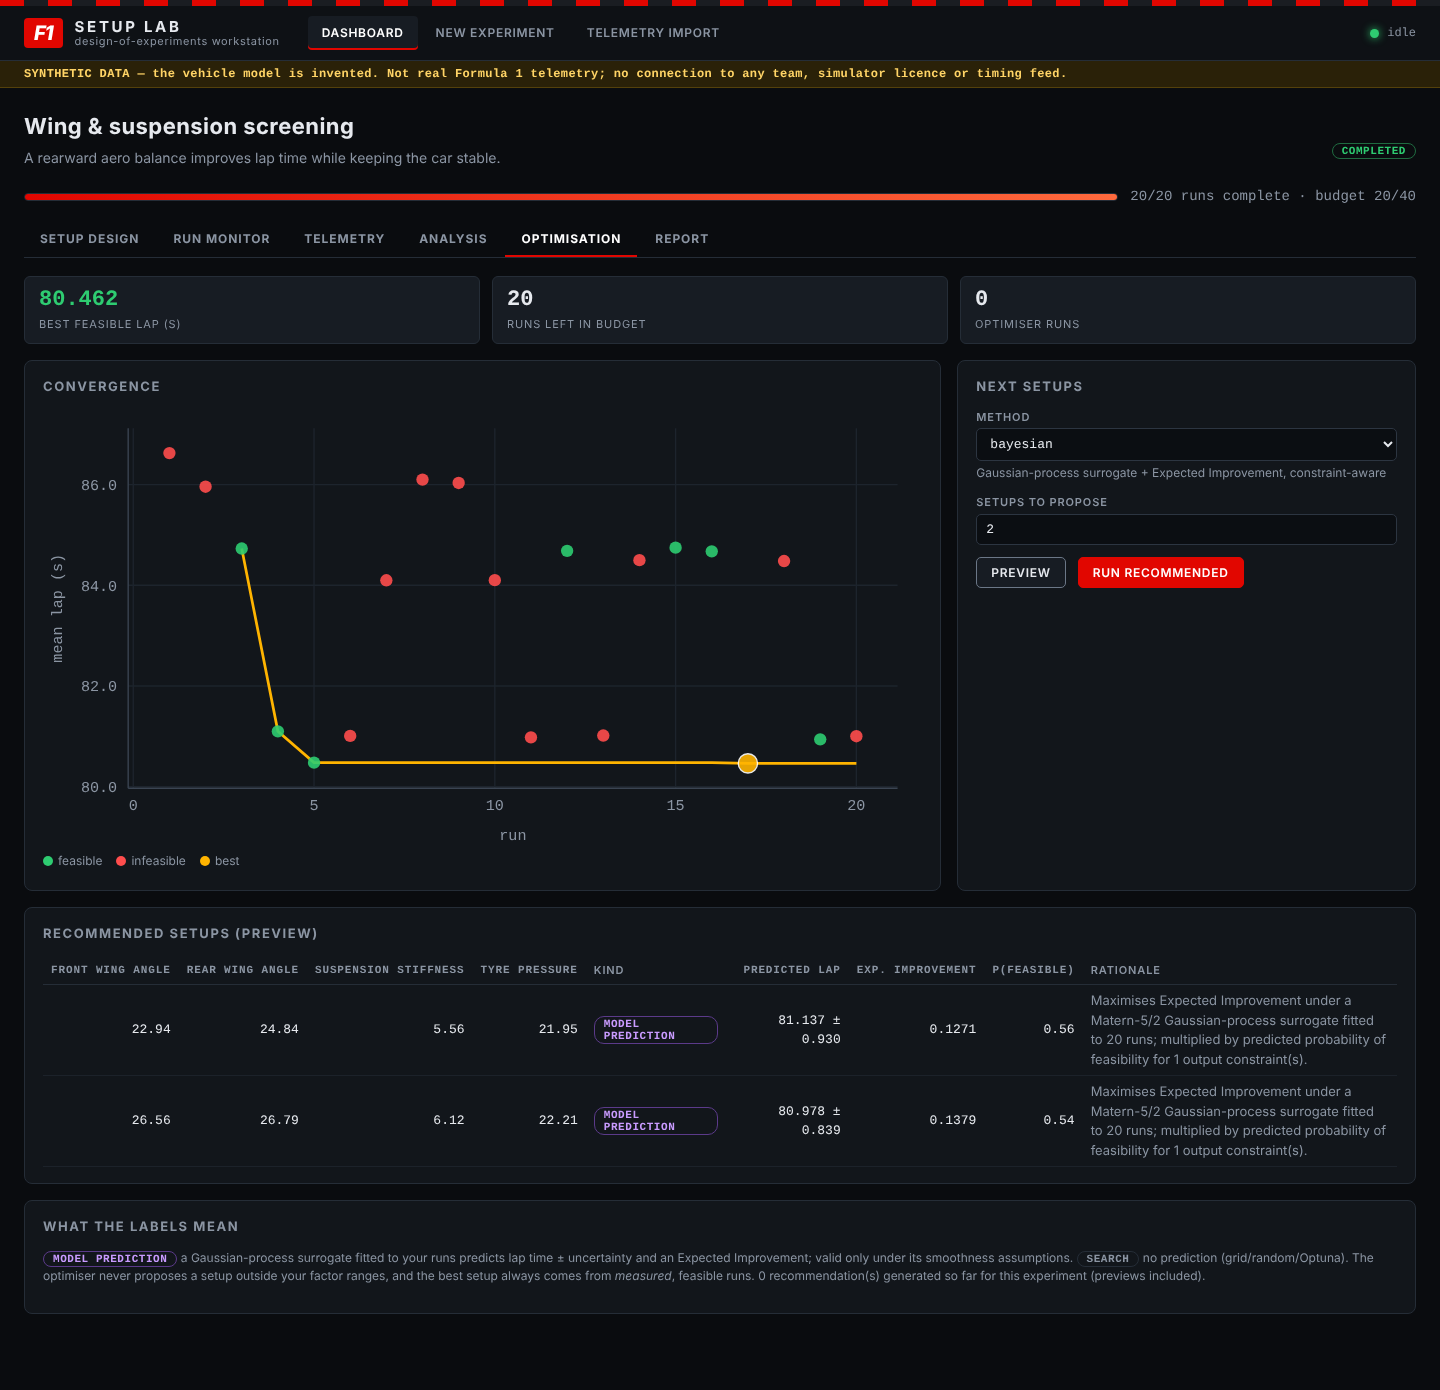 F1
SETUP LAB
design-of-experiments workstation
DASHBOARD
NEW EXPERIMENT
TELEMETRY IMPORT
idle
SYNTHETIC DATA — the vehicle model is invented. Not real Formula 1 telemetry; no connection to any team, simulator licence or timing feed.
Wing & suspension screening
A rearward aero balance improves lap time while keeping the car stable.
COMPLETED
20/20 runs complete · budget 20/40
SETUP DESIGN
RUN MONITOR
TELEMETRY
ANALYSIS
OPTIMISATION
REPORT
80.462
BEST FEASIBLE LAP (S)
20
RUNS LEFT IN BUDGET
0
OPTIMISER RUNS
CONVERGENCE
mean lap (s)
86.0
84.0
82.0
80.0
0 5 10 15 20
run
feasible infeasible best
NEXT SETUPS
METHOD
bayesian
Gaussian-process surrogate + Expected Improvement, constraint-aware
SETUPS TO PROPOSE
2
PREVIEW
RUN RECOMMENDED
RECOMMENDED SETUPS (PREVIEW)
FRONT WING ANGLE REAR WING ANGLE SUSPENSION STIFFNESS TYRE PRESSURE KIND PREDICTED LAP EXP. IMPROVEMENT P(FEASIBLE) RATIONALE
22.94 24.84 5.56 21.95
MODEL
PREDICTION
81.137 ±
0.930
0.1271 0.56
Maximises Expected Improvement under a
Matern-5/2 Gaussian-process surrogate fitted
to 20 runs; multiplied by predicted probability of
feasibility for 1 output constraint(s).
26.56 26.79 6.12 22.21
MODEL
PREDICTION
80.978 ±
0.839
0.1379 0.54
Maximises Expected Improvement under a
Matern-5/2 Gaussian-process surrogate fitted
to 20 runs; multiplied by predicted probability of
feasibility for 1 output constraint(s).
WHAT THE LABELS MEAN
MODEL PREDICTION a Gaussian-process surrogate fitted to your runs predicts lap time ± uncertainty and an Expected Improvement; valid only under its smoothness assumptions. SEARCH no prediction (grid/random/Optuna). The
optimiser never proposes a setup outside your factor ranges, and the best setup always comes from measured, feasible runs. 0 recommendation(s) generated so far for this experiment (previews included).